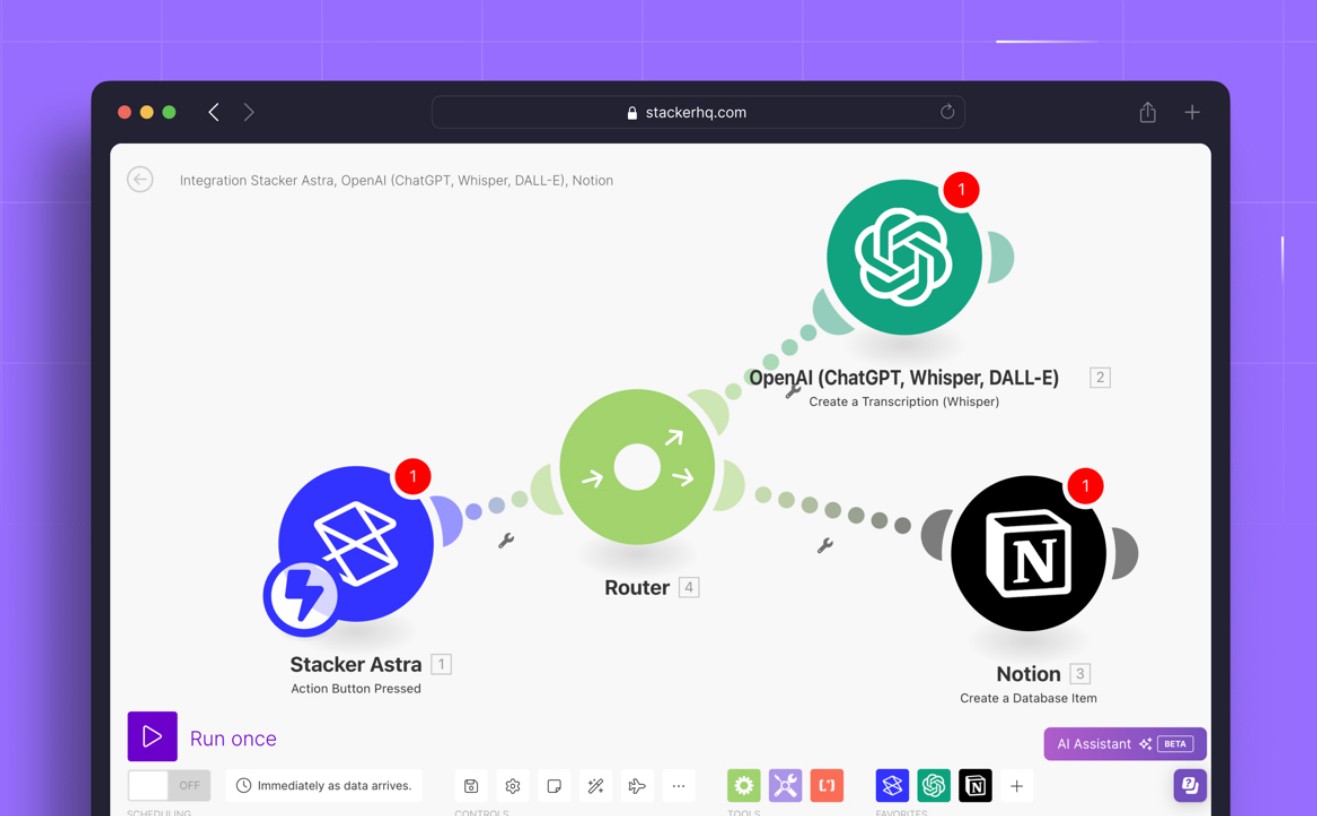 stackerhq.com
Integration Stacker Astra, OpenAI (ChatGPT, Whisper, DALL-E), Notion
1
OpenAI (ChatGPT, Whisper, DALL-E) 2
Create a Transcription (Whisper)
1
1
N
Router 4
Stacker Astra 1
Action Button Pressed
Notion 3
Create a Database Item
Run once
AI Assistant BETA
OFF
Immediately as data arrives.
N
?
SCHEDULING
CONTROLS
TOOLS
FAVORITES